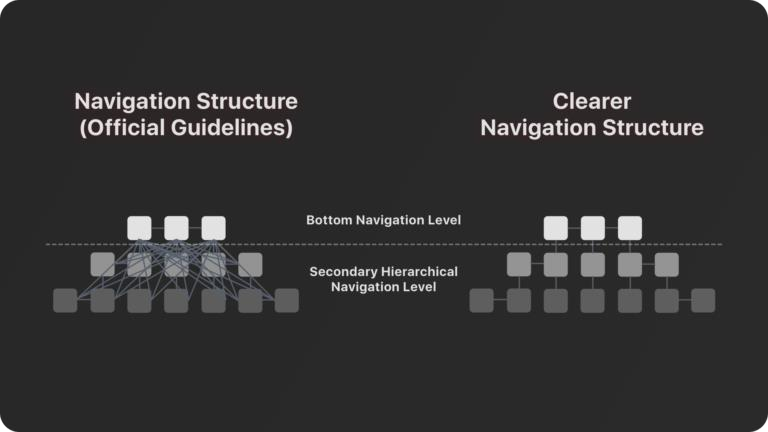 Navigation Structure
(Official Guidelines)
Clearer
Navigation Structure
Bottom Navigation Level
Secondary Hierarchical
Navigation Level